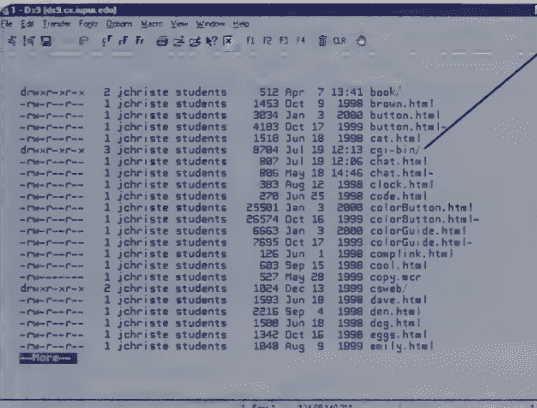 File Edit Transfer Fonts Options Macro View Window Help
F1 F2 F3 F4 CLR
drwxr-xr-x 2 jchriste students 512 Apr 7 13:41 book/
-rw-r--r-- 1 jchriste students 1453 Oct 9 1998 brown.html
-rw-r--r-- 1 jchriste students 3034 Jan 3 2000 button.html
-rw-r--r-- 1 jchriste students 4103 Oct 17 1999 button.html~
-rw-r--r-- 1 jchriste students 1510 Jun 18 1998 cat.html
drwxr-xr-x 3 jchriste students 8704 Jul 19 12:13 cgi-bin/
-rw-r--r-- 1 jchriste students 807 Jul 19 12:06 chat.html
-rw-r--r-- 1 jchriste students 806 May 18 14:46 chat.html~
-rw-r--r-- 1 jchriste students 383 Aug 12 1998 clock.html
-rw-r--r-- 1 jchriste students 270 Jun 25 1998 code.html
-rw-r--r-- 1 jchriste students 25501 Jan 3 2000 colorButton.html
-rw-r--r-- 1 jchriste students 26574 Oct 16 1999 colorButton.html~
-rw-r--r-- 1 jchriste students 6663 Jan 3 2000 colorGuide.html
-rw-r--r-- 1 jchriste students 7695 Oct 17 1999 colorGuide.html~
-rw-r--r-- 1 jchriste students 126 Jun 1 1998 complink.html
-rw-r--r-- 1 jchriste students 603 Sep 15 1998 cool.html
-rw------- 1 jchriste students 527 May 28 1999 copy.mcr
drwxr-xr-x 2 jchriste students 1024 Dec 13 1999 csweb/
-rw-r--r-- 1 jchriste students 1593 Jun 18 1998 dave.html
-rw-r--r-- 1 jchriste students 2216 Sep 4 1998 den.html
-rw-r--r-- 1 jchriste students 1508 Jun 18 1998 dog.html
-rw-r--r-- 1 jchriste students 1342 Oct 16 1998 eggs.html
-rw-r--r-- 1 jchriste students 1048 Aug 9 1999 emily.html
--More--